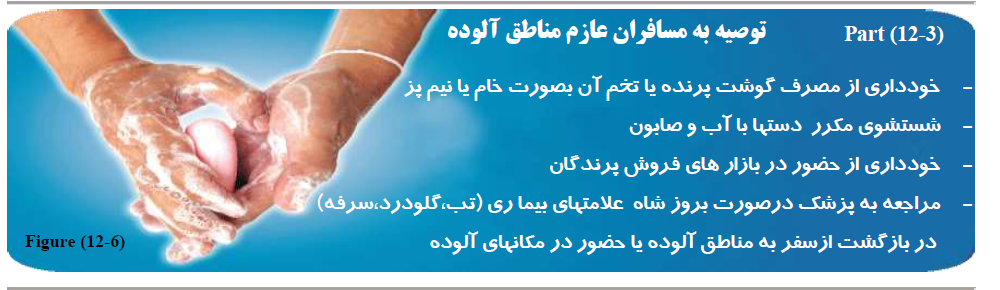 توصیه به مسافران عازم مناطق آلوده Part (12-3)
- خودداری از مصرف گوشت پرنده یا تخم آن بصورت خام یا نیم پز
- شستشوی مکرر دستها با آب و صابون
- خودداری از حضور در بازار های فروش پرندگان
- مراجعه به پزشک درصورت بروز شاه علامتهای بیما ری (تب،گلودرد،سرفه)
در بازگشت ازسفر به مناطق آلوده یا حضور در مکانهای آلوده
Figure (12-6)